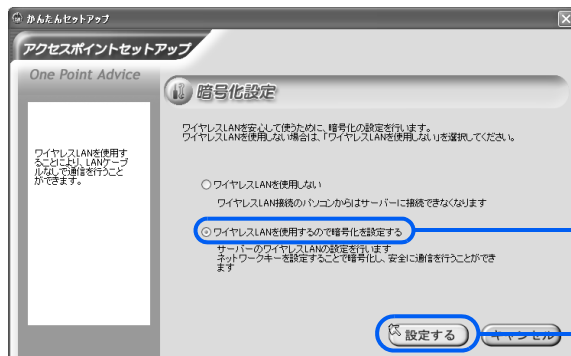 かんたんセットアップ
アクセスポイントセットアップ
One Point Advice
暗号化設定
ワイヤレスLANを安心して使うために、暗号化の設定を行います。
ワイヤレスLANを使用しない場合は、「ワイヤレスLANを使用しない」を選択してください。
ワイヤレスLANを使用す
ることにより、LANケーブ
ルなしで通信を行うこと
ができます。
ワイヤレスLANを使用しない
ワイヤレスLAN接続のパソコンからはサーバーに接続できなくなります
ワイヤレスLANを使用するので暗号化を設定する
サーバーのワイヤレスLANの設定を行います
ネットワークキーを設定することで暗号化し、安全に通信を行うことができ
ます
設定する
キャンセル